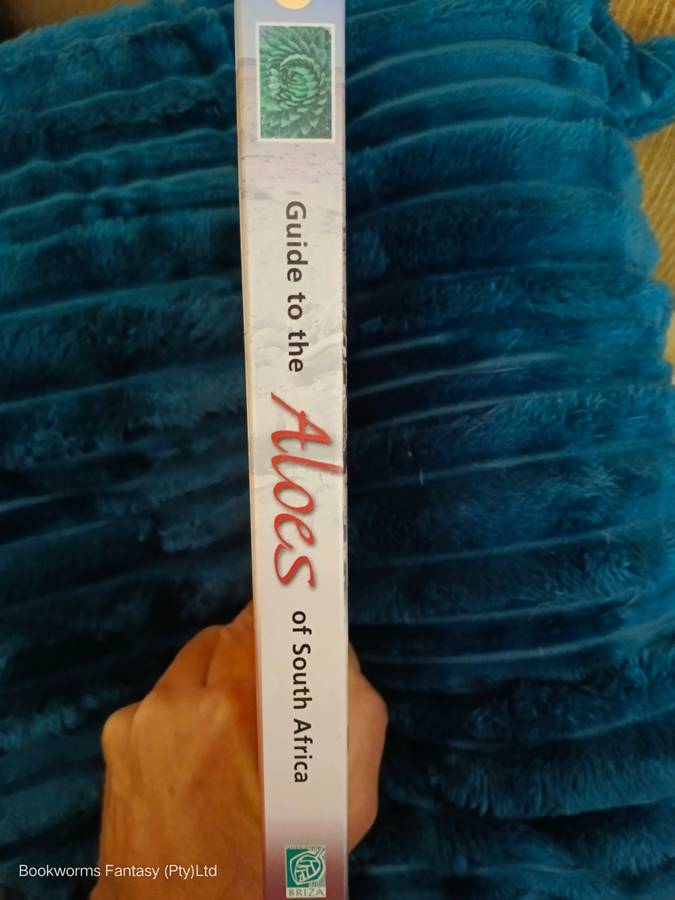 Guide to the Aloes of South Africa
BRIZA
Bookworms Fantasy (Pty)Ltd